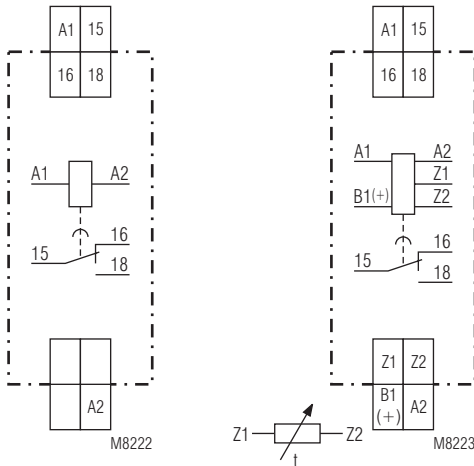 A1 15
16 18
A1 A2
15 16
18
A2
M8222
A1 15
16 18
A1 A2
Z1
B1(+) Z2
15 16
18
Z1 Z2
B1 (+) A2
Z1 Z2
t
M8223